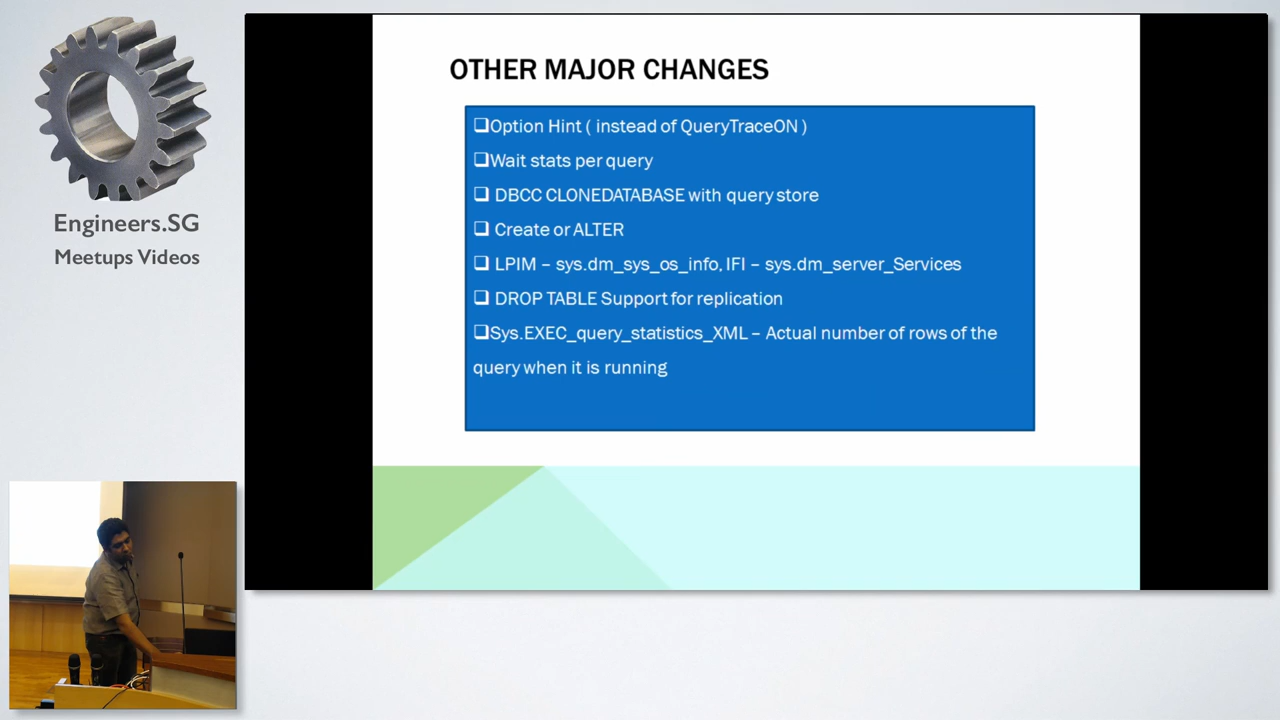 OTHER MAJOR CHANGES
❑Option Hint ( instead of QueryTraceON )
❑Wait stats per query
❑ DBCC CLONEDATABASE with query store
❑ Create or ALTER
❑ LPIM – sys.dm_sys_os_info, IFI – sys.dm_server_Services
❑ DROP TABLE Support for replication
❑Sys.EXEC_query_statistics_XML – Actual number of rows of the
query when it is running
Engineers.SG
Meetups Videos